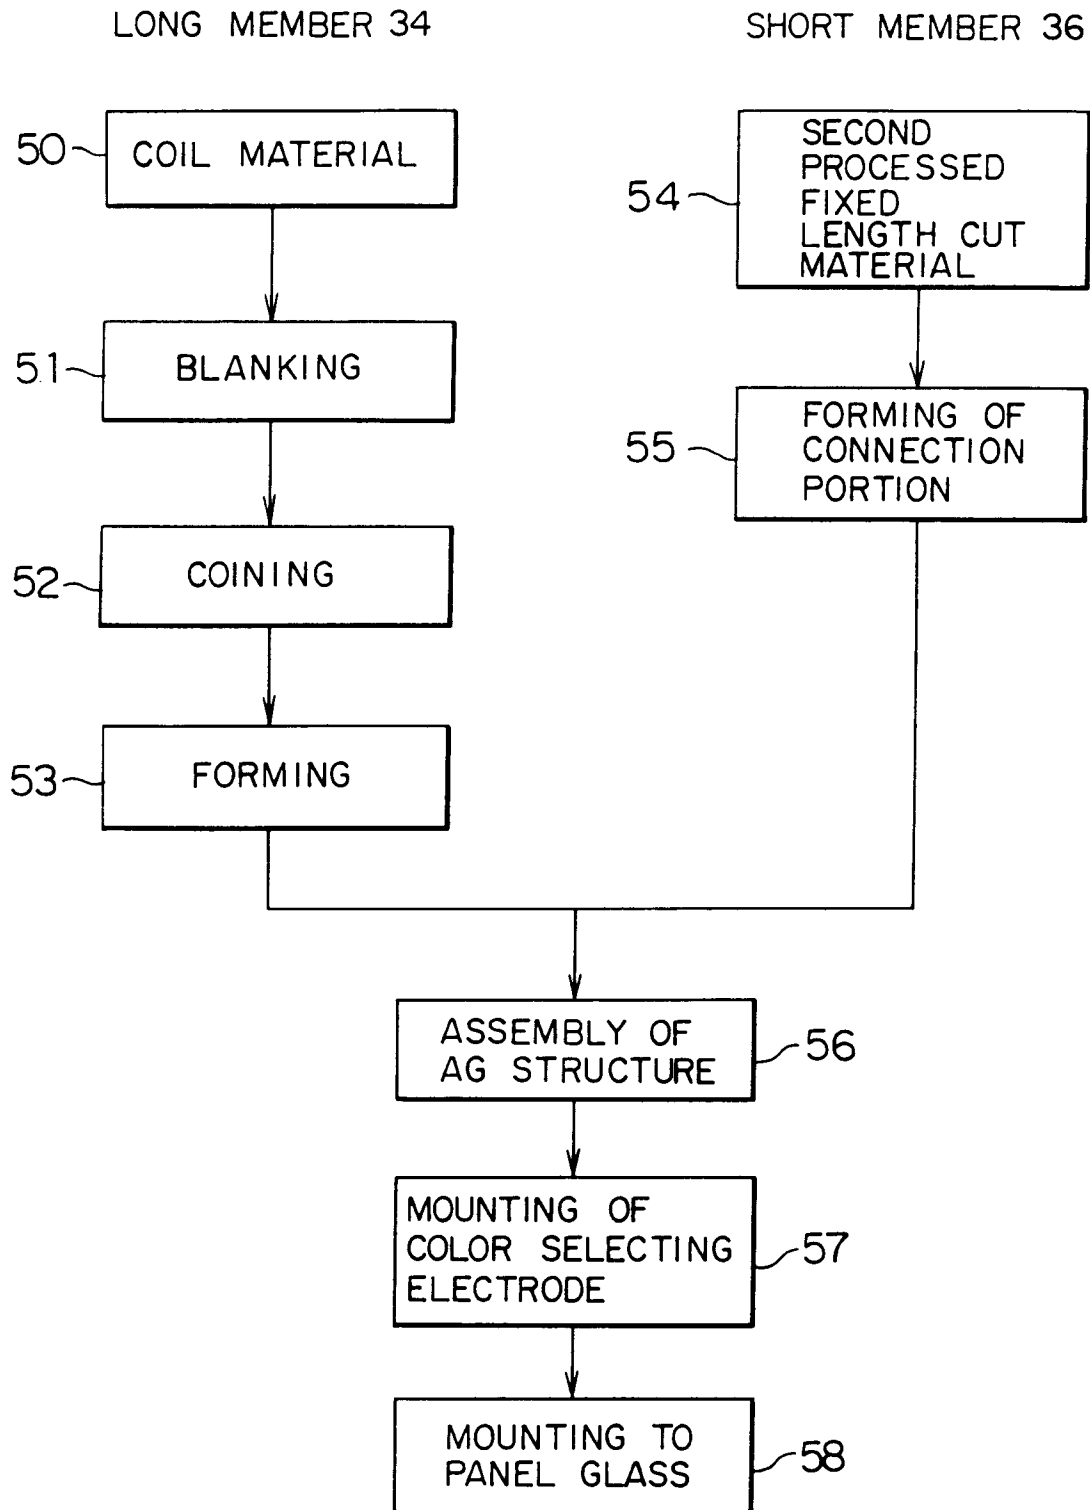 LONG MEMBER 34
SHORT MEMBER 36
50
COIL MATERIAL
51
BLANKING
52
COINING
53
FORMING
54
SECOND
PROCESSED
FIXED
LENGTH CUT
MATERIAL
55
FORMING OF
CONNECTION
PORTION
ASSEMBLY OF
AG STRUCTURE
56
MOUNTING OF
COLOR SELECTING
ELECTRODE
57
MOUNTING TO
PANEL GLASS
58